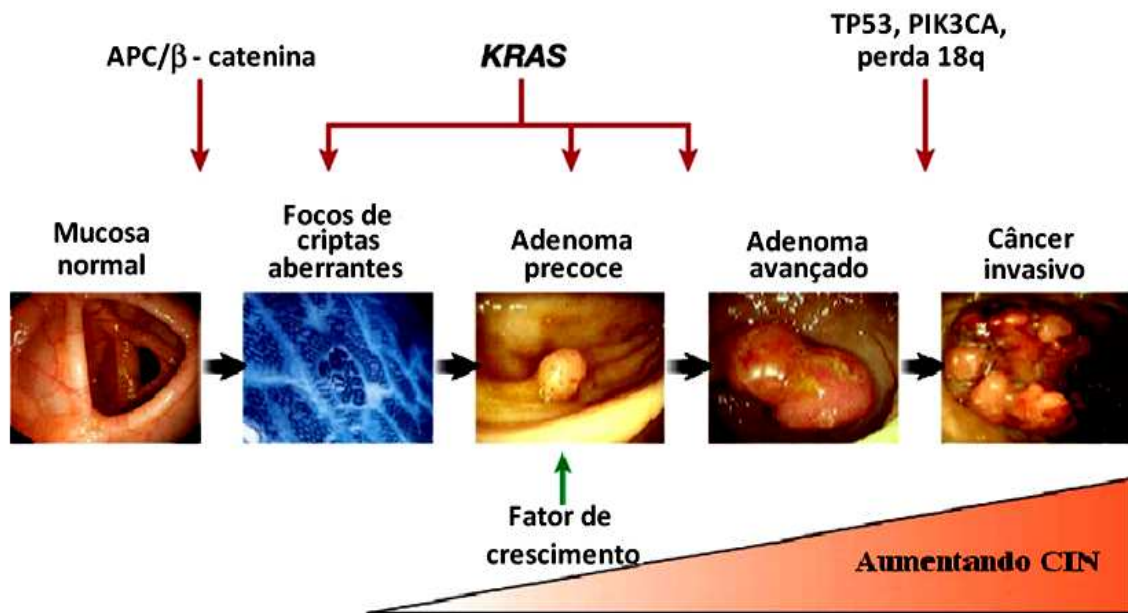 APC/β - catenina
KRAS
TP53, PIK3CA,
perda 18q
Mucosa
normal
Focos de
criptas
aberrantes
Adenoma
precoce
Adenoma
avançado
Câncer
invasivo
Fator de
crescimento
Aumentando CIN